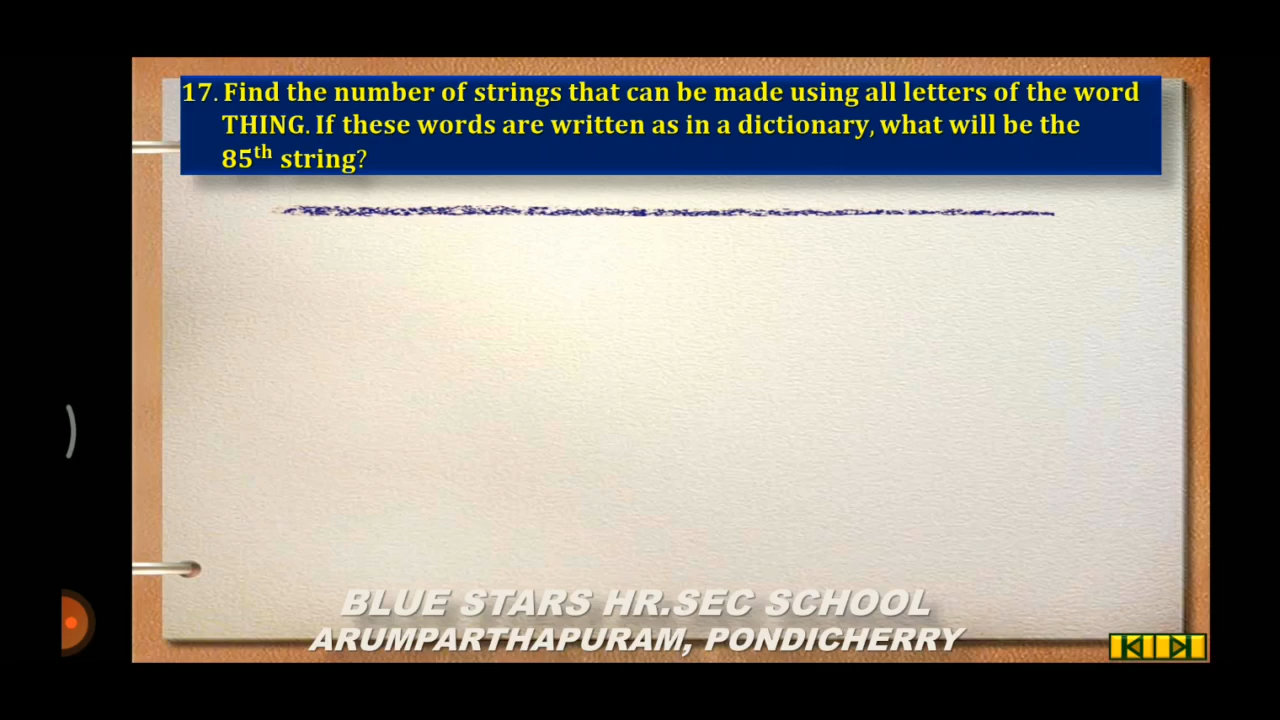 17. Find the number of strings that can be made using all letters of the word
THING. If these words are written as in a dictionary, what will be the
85th string?
BLUE STARS HR.SEC SCHOOL
ARUMPARTHAPURAM, PONDICHERRY